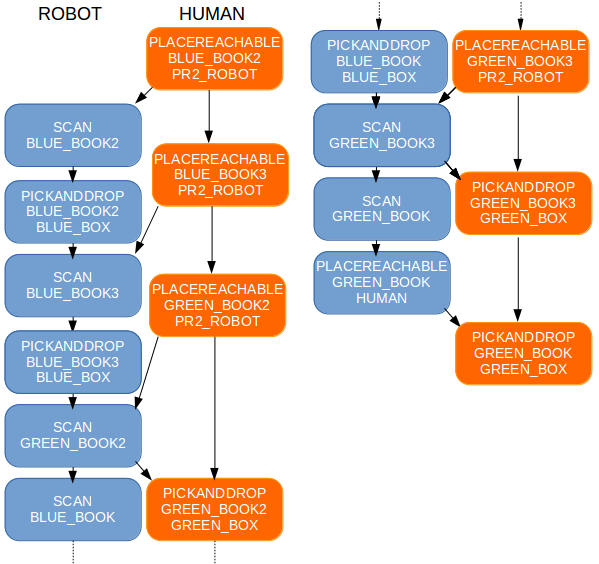 ROBOT
HUMAN
PLACEREACHABLE
BLUE_BOOK2
PR2_ROBOT
SCAN
BLUE_BOOK2
PLACEREACHABLE
BLUE_BOOK3
PR2_ROBOT
PICKANDDROP
BLUE_BOOK2
BLUE_BOX
SCAN
BLUE_BOOK3
PLACEREACHABLE
GREEN_BOOK2
PR2_ROBOT
PICKANDDROP
BLUE_BOOK3
BLUE_BOX
SCAN
GREEN_BOOK2
SCAN
BLUE_BOOK
PICKANDDROP
GREEN_BOOK2
GREEN_BOX
PICKANDDROP
BLUE_BOOK
BLUE_BOX
PLACEREACHABLE
GREEN_BOOK3
PR2_ROBOT
SCAN
GREEN_BOOK3
SCAN
GREEN_BOOK
PICKANDDROP
GREEN_BOOK3
GREEN_BOX
PLACEREACHABLE
GREEN_BOOK
HUMAN
PICKANDDROP
GREEN_BOOK
GREEN_BOX